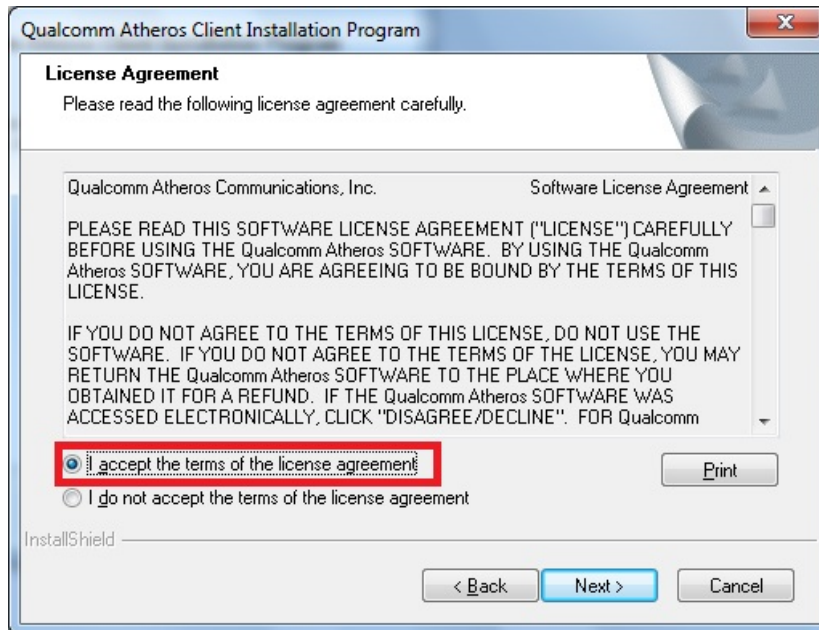 Qualcomm Atheros Client Installation Program
License Agreement
Please read the following license agreement carefully.
Qualcomm Atheros Communications, Inc. Software License Agreement
PLEASE READ THIS SOFTWARE LICENSE AGREEMENT ("LICENSE") CAREFULLY
BEFORE USING THE Qualcomm Atheros SOFTWARE. BY USING THE Qualcomm
Atheros SOFTWARE, YOU ARE AGREEING TO BE BOUND BY THE TERMS OF THIS
LICENSE.
IF YOU DO NOT AGREE TO THE TERMS OF THIS LICENSE, DO NOT USE THE
SOFTWARE. IF YOU DO NOT AGREE TO THE TERMS OF THE LICENSE, YOU MAY
RETURN THE Qualcomm Atheros SOFTWARE TO THE PLACE WHERE YOU
OBTAINED IT FOR A REFUND. IF THE Qualcomm Atheros SOFTWARE WAS
ACCESSED ELECTRONICALLY, CLICK "DISAGREE/DECLINE". FOR Qualcomm
I accept the terms of the license agreement
Print
I do not accept the terms of the license agreement
InstallShield
< Back Next > Cancel